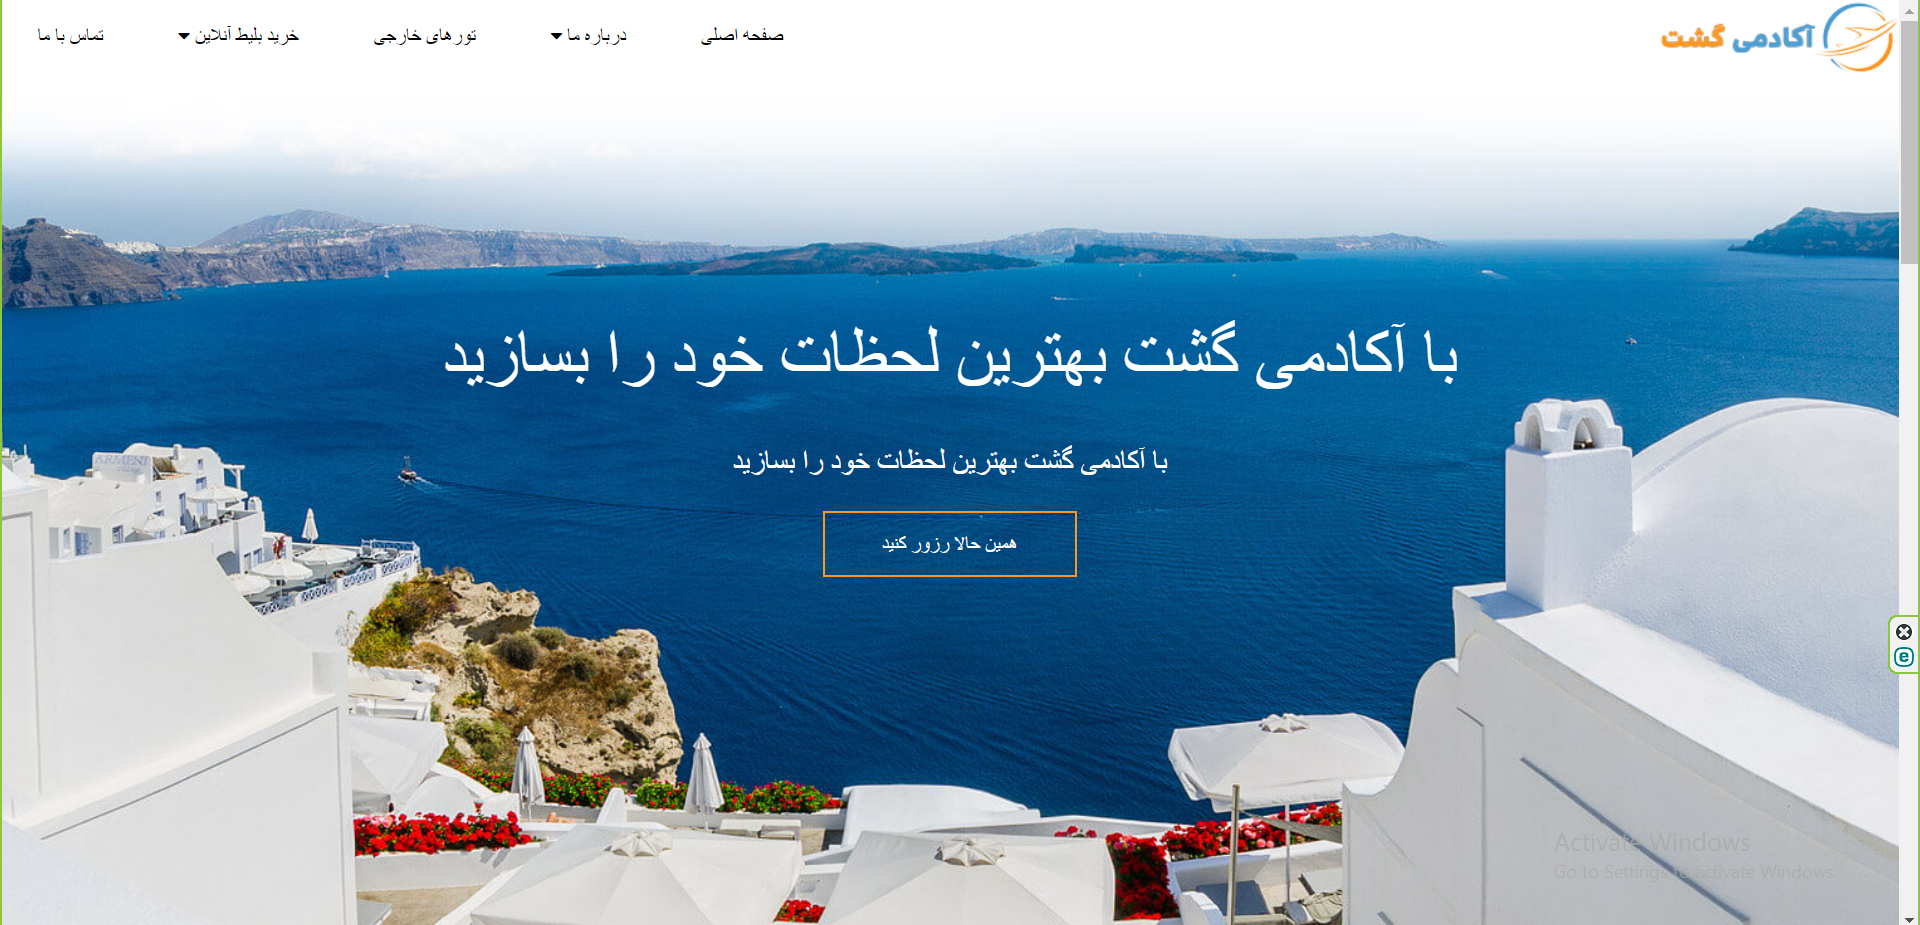 آکادمی گشت
صفحه اصلی
درباره ما
تورهای خارجی
خرید بلیط آنلاین
تماس با ما
با آکادمی گشت بهترین لحظات خود را بسازید
با آکادمی گشت بهترین لحظات خود را بسازید
همین حالا رزور کنید
ARMENI
Activate Windows
Go to Settings to activate Windows.